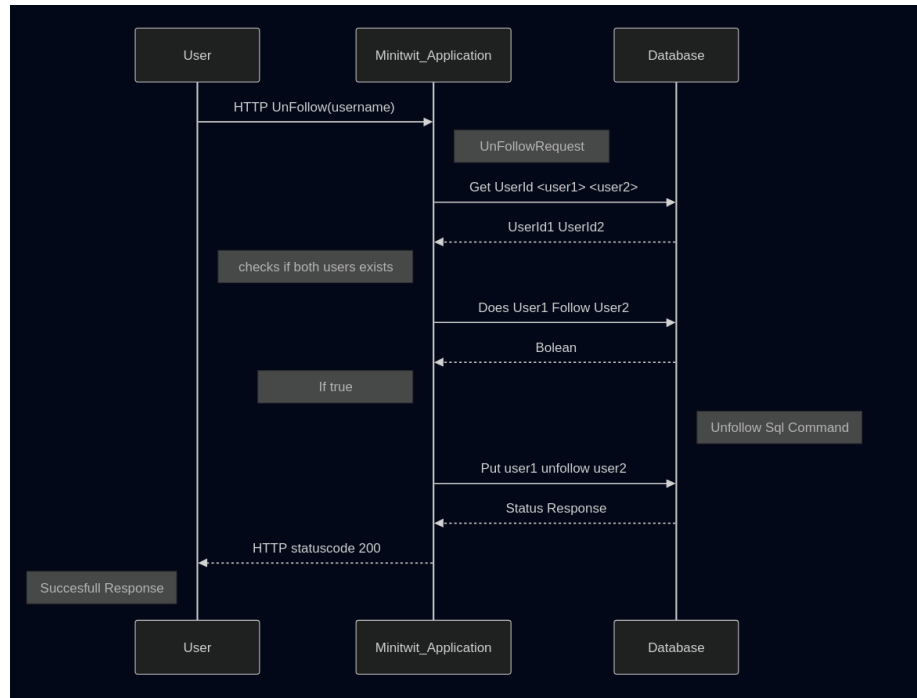 User
Minitwit_Application
Database
HTTP UnFollow(username)
UnFollowRequest
Get UserId <user1> <user2>
UserId1 UserId2
checks if both users exists
Does User1 Follow User2
Bolean
If true
Unfollow Sql Command
Put user1 unfollow user2
Status Response
HTTP statuscode 200
Succesfull Response
User
Minitwit_Application
Database